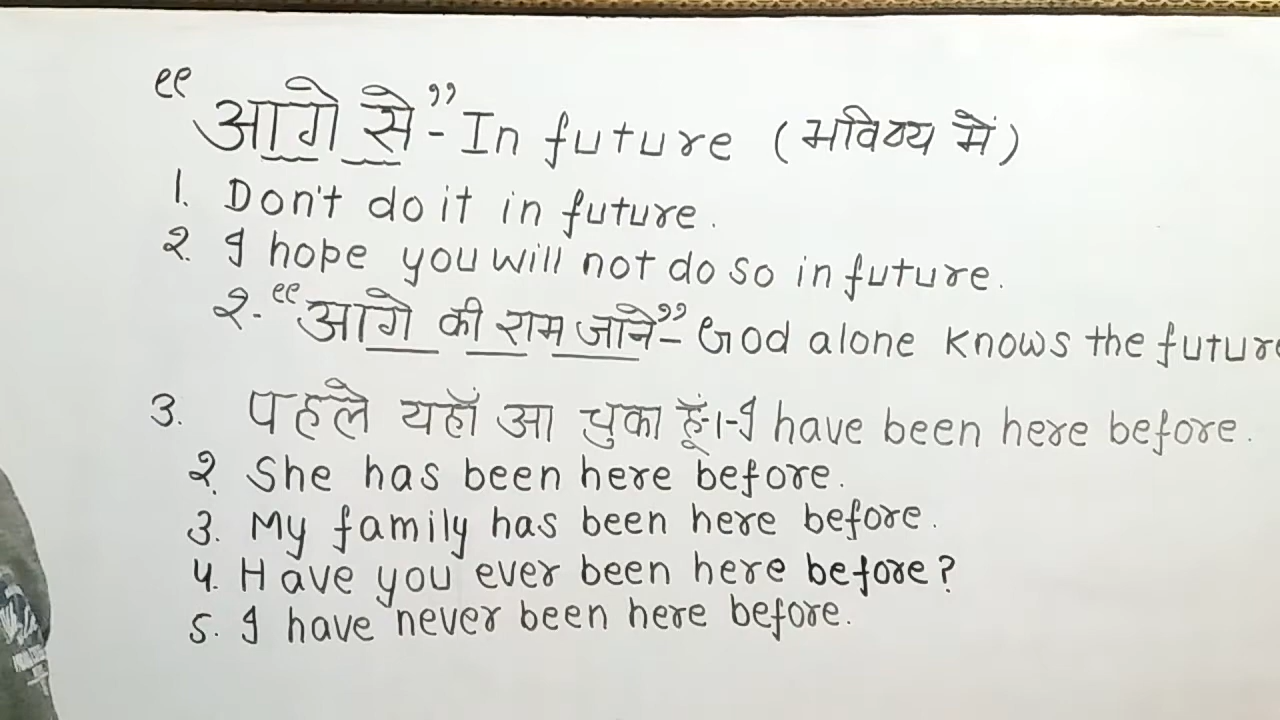 “आगे से” - In future (भविष्य में)
1. Don't do it in future.
2. I hope you will not do so in future.
2. “आगे की राम जाने” - God alone knows the future
3. पहले यहाँ आ चुका हूँ।- I have been here before.
2. She has been here before.
3. My family has been here before.
4. Have you ever been here before?
5. I have never been here before.